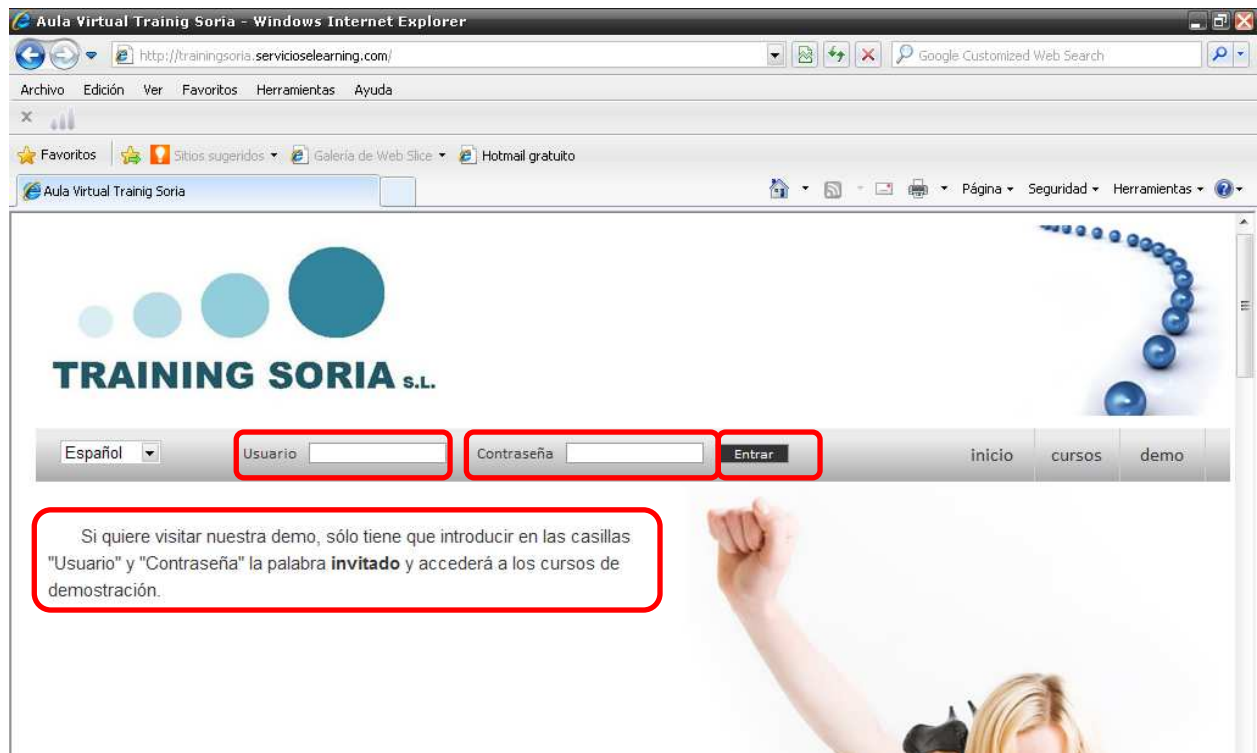 Aula Virtual Trainig Soria - Windows Internet Explorer
http://trainingsoria.servicioselearning.com/
Google Customized Web Search
Archivo Edición Ver Favoritos Herramientas Ayuda
Favoritos Sitios sugeridos Galería de Web Slice Hotmail gratuito
Aula Virtual Trainig Soria Página Seguridad Herramientas
TRAINING SORIA S.L.
Español Usuario Contraseña Entrar inicio cursos demo
Si quiere visitar nuestra demo, sólo tiene que introducir en las casillas
"Usuario" y "Contraseña" la palabra invitado y accederá a los cursos de
demostración.